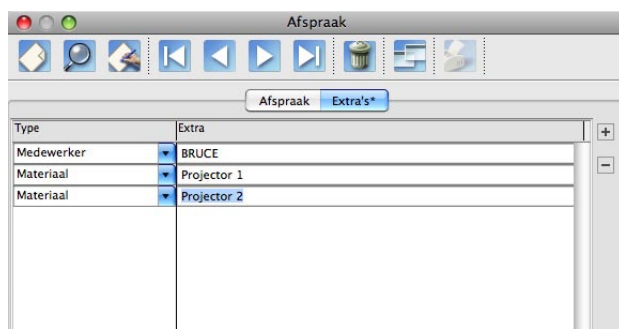 Afspraak
Afspraak Extra's*
Type Extra
Medewerker BRUCE
Materiaal Projector 1
Materiaal Projector 2